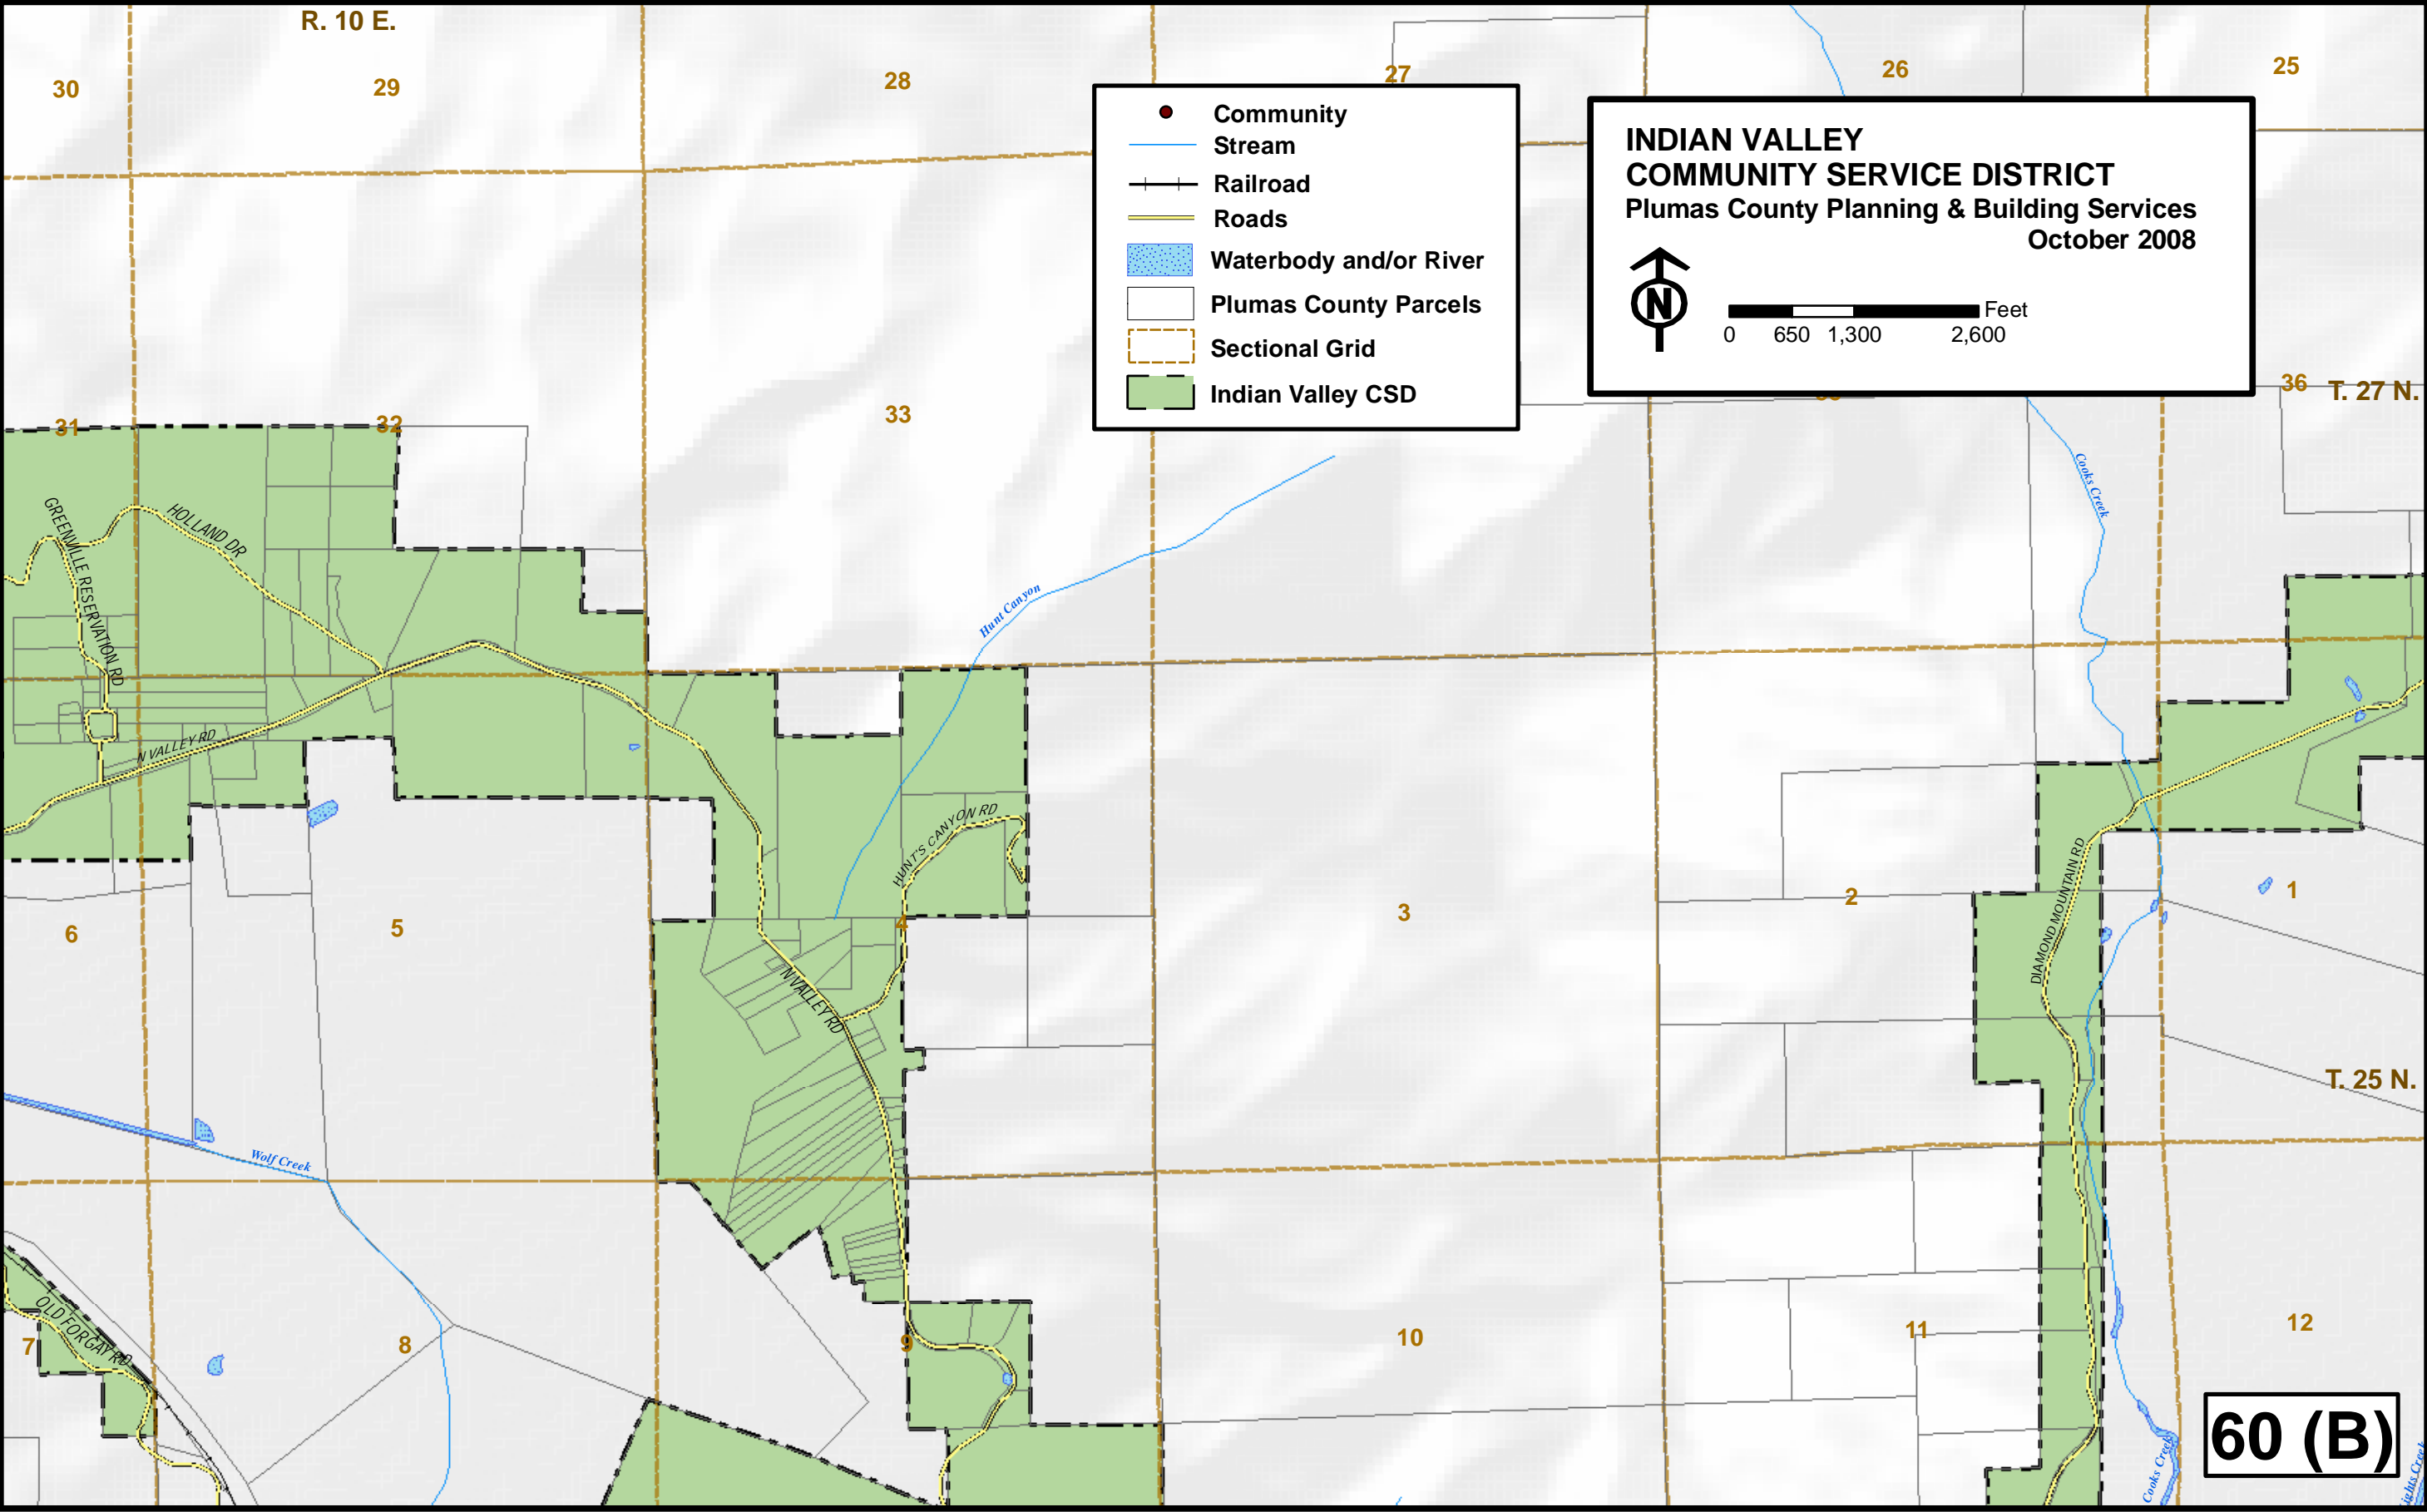 R. 10 E.
30
29
28
27
26
25
Community
Stream
Railroad
Roads
Waterbody and/or River
Plumas County Parcels
Sectional Grid
Indian Valley CSD
INDIAN VALLEY
COMMUNITY SERVICE DISTRICT
Plumas County Planning & Building Services
October 2008
N
Feet
0 650 1,300 2,600
31
32
33
36
T. 27 N.
Cooks Creek
HOLLAND DR
GREENVILLE RESERVATION RD
Hunt Canyon
N VALLEY RD
HUNT'S CANYON RD
DIAMOND MOUNTAIN RD
6
5
4
3
2
1
N VALLEY RD
T. 25 N.
Wolf Creek
OLD FORGAY RD
7
8
9
10
11
12
60 (B)
Cooks Creek
ights Creek